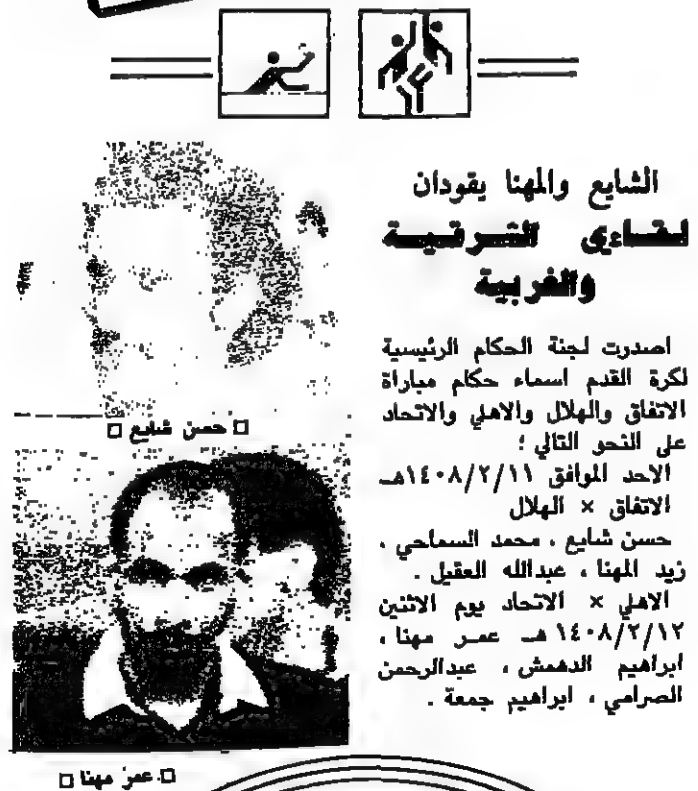 الشايع والمهنا يقودان
لقاءي الشرقية
والغربية
اصدرت لجنة الحكام الرئيسية
لكرة القدم اسماء حكام مباراة
الاتفاق والهلال والاهلي والاتحاد
على النحو التالي :
الاحد الموافق ١٤٠٨/٢/١١هـ
الاتفاق × الهلال
حسن شايع ، محمد السماحي ،
زيد المهنا ، عبدالله العقيل .
الاهلي × الاتحاد يوم الاثنين
١٤٠٨/٢/١٢ هـ عمر مهنا ،
ابراهيم الدهمش ، عبدالرحمن
الصرامي ، ابراهيم جمعة .
□ حسن شايع □
□ عمر مهنا □